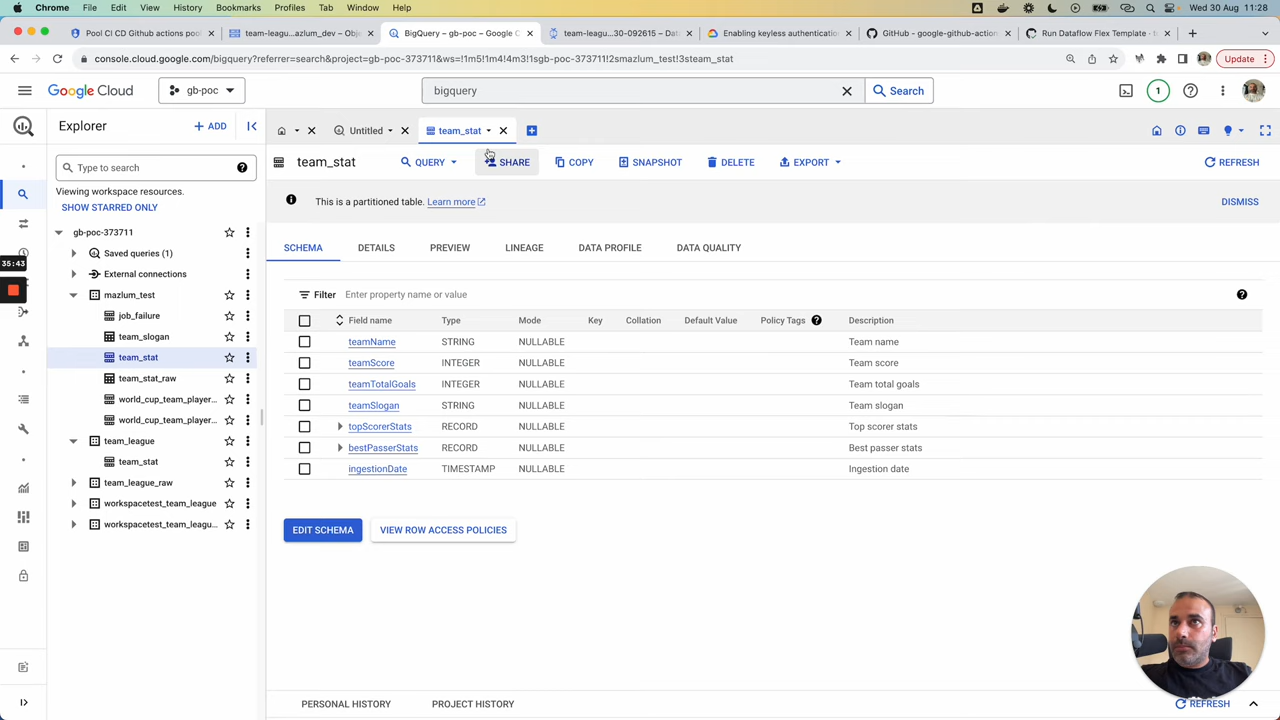 Chrome File Edit View History Bookmarks Profiles Tab Window Help Wed 30 Aug 11:28
Pool CI CD Github actions pool team-leagu...azlum_dev – Obje BigQuery – gb-poc – Google C team-leagu...30-092615 – Dat Enabling keyless authentication GitHub - google-github-action Run Dataflow Flex Template · to
console.cloud.google.com/bigquery?referrer=search&project=gb-poc-373711&ws=!1m5!1m4!4m3!1sgb-poc-373711!2smazlum_test!3steam_stat Update
Google Cloud gb-poc bigquery Search 1
Explorer + ADD Untitled team_stat
Type to search team_stat QUERY SHARE COPY SNAPSHOT DELETE EXPORT REFRESH
Viewing workspace resources.
SHOW STARRED ONLY This is a partitioned table. Learn more DISMISS
gb-poc-373711
Saved queries (1) SCHEMA DETAILS PREVIEW LINEAGE DATA PROFILE DATA QUALITY
35:43
External connections
mazlum_test Filter Enter property name or value
job_failure Field name Type Mode Key Collation Default Value Policy Tags Description
team_slogan teamName STRING NULLABLE Team name
team_stat teamScore INTEGER NULLABLE Team score
team_stat_raw teamTotalGoals INTEGER NULLABLE Team total goals
world_cup_team_player... teamSlogan STRING NULLABLE Team slogan
world_cup_team_player... topScorerStats RECORD NULLABLE Top scorer stats
team_league bestPasserStats RECORD NULLABLE Best passer stats
team_stat ingestionDate TIMESTAMP NULLABLE Ingestion date
team_league_raw
workspacetest_team_league
workspacetest_team_leagu...
EDIT SCHEMA VIEW ROW ACCESS POLICIES
PERSONAL HISTORY PROJECT HISTORY REFRESH